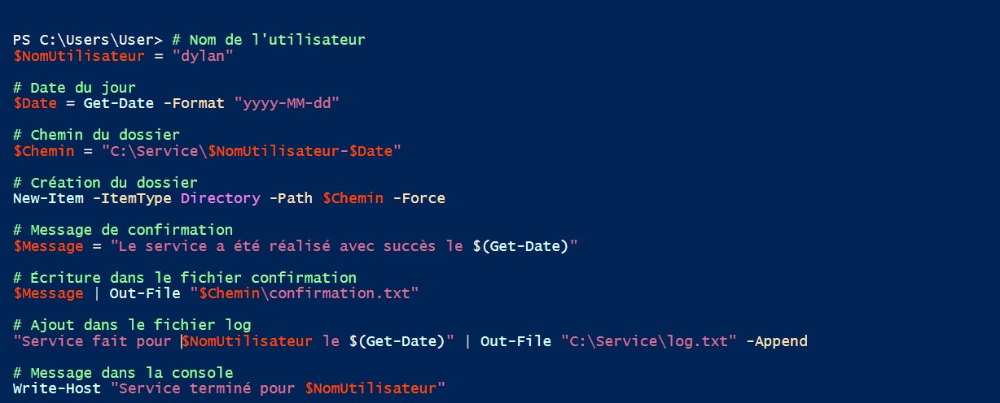 PS C:\Users\User> # Nom de l'utilisateur
$NomUtilisateur = "dylan"
# Date du jour
$Date = Get-Date -Format "yyyy-MM-dd"
# Chemin du dossier
$Chemin = "C:\Service\$NomUtilisateur-$Date"
# Création du dossier
New-Item -ItemType Directory -Path $Chemin -Force
# Message de confirmation
$Message = "Le service a été réalisé avec succès le $(Get-Date)"
# Écriture dans le fichier confirmation
$Message | Out-File "$Chemin\confirmation.txt"
# Ajout dans le fichier log
"Service fait pour $NomUtilisateur le $(Get-Date)" | Out-File "C:\Service\log.txt" -Append
# Message dans la console
Write-Host "Service terminé pour $NomUtilisateur"